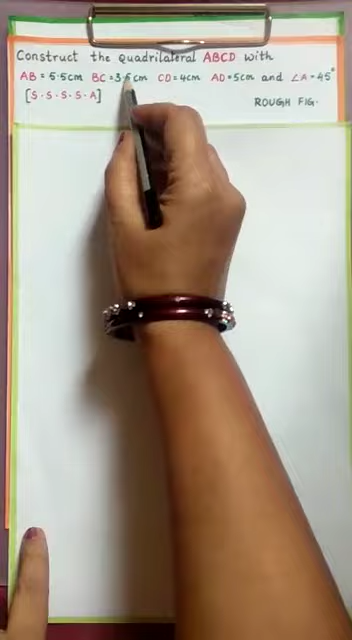 Construct the Quadrilateral ABCD with
AB = 5.5cm BC = 3.5cm CD = 4cm AD = 5cm and ∠A = 45°
[S.S.S.S.A]
ROUGH FIG.